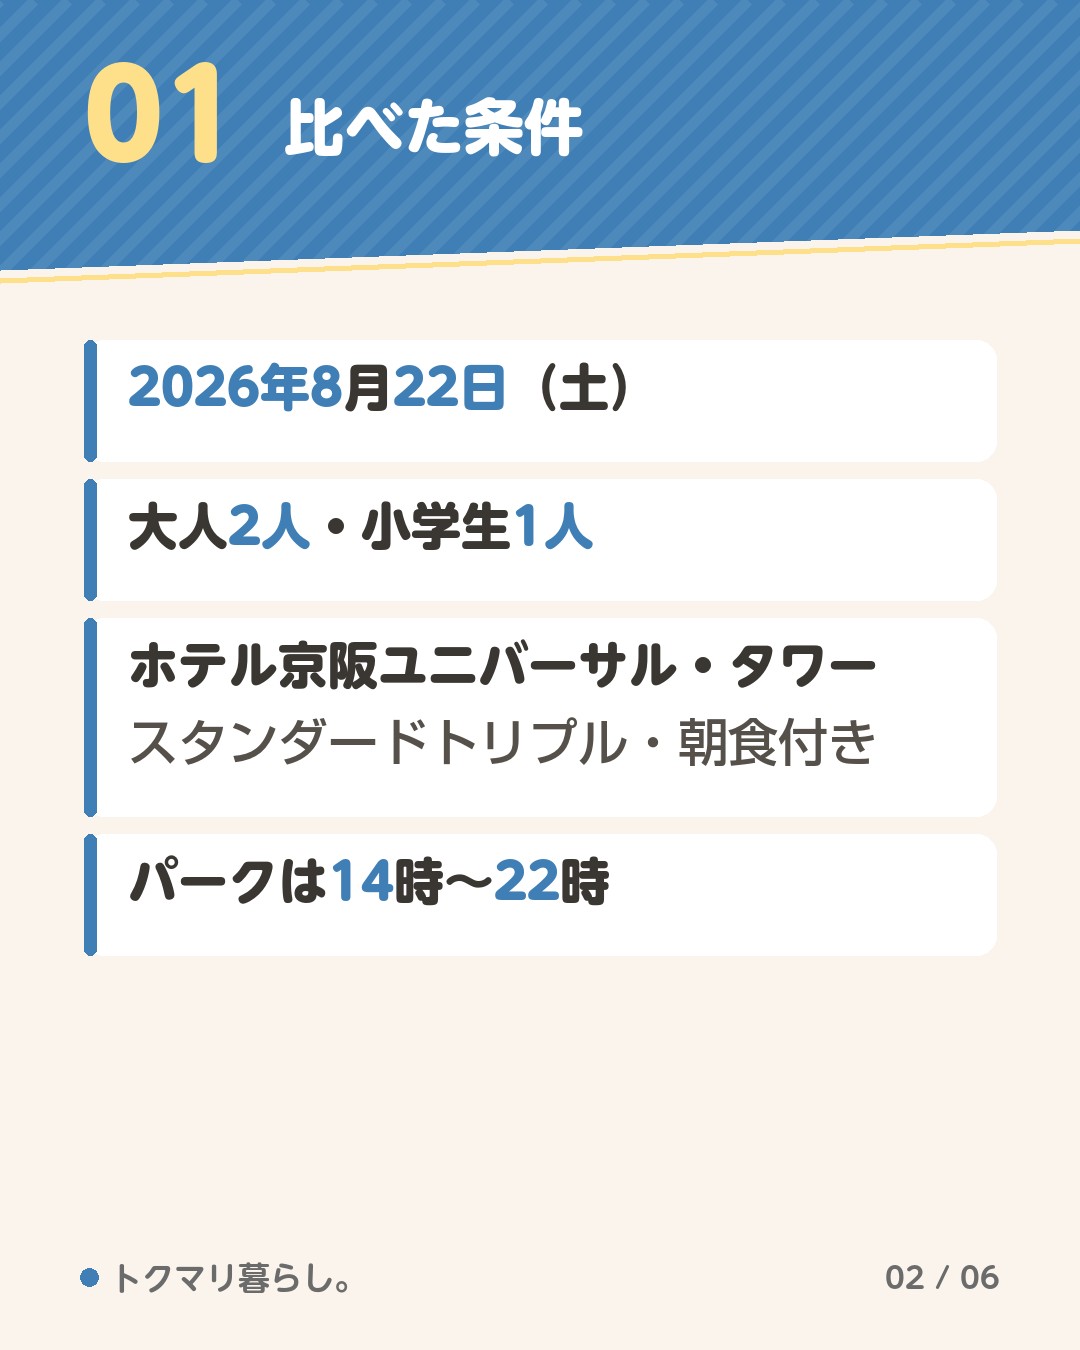 01 比べた条件
2026年8月22日（土）
大人2人・小学生1人
ホテル京阪ユニバーサル・タワー
スタンダードトリプル・朝食付き
パークは14時〜22時
トクマリ暮らし。
02 / 06